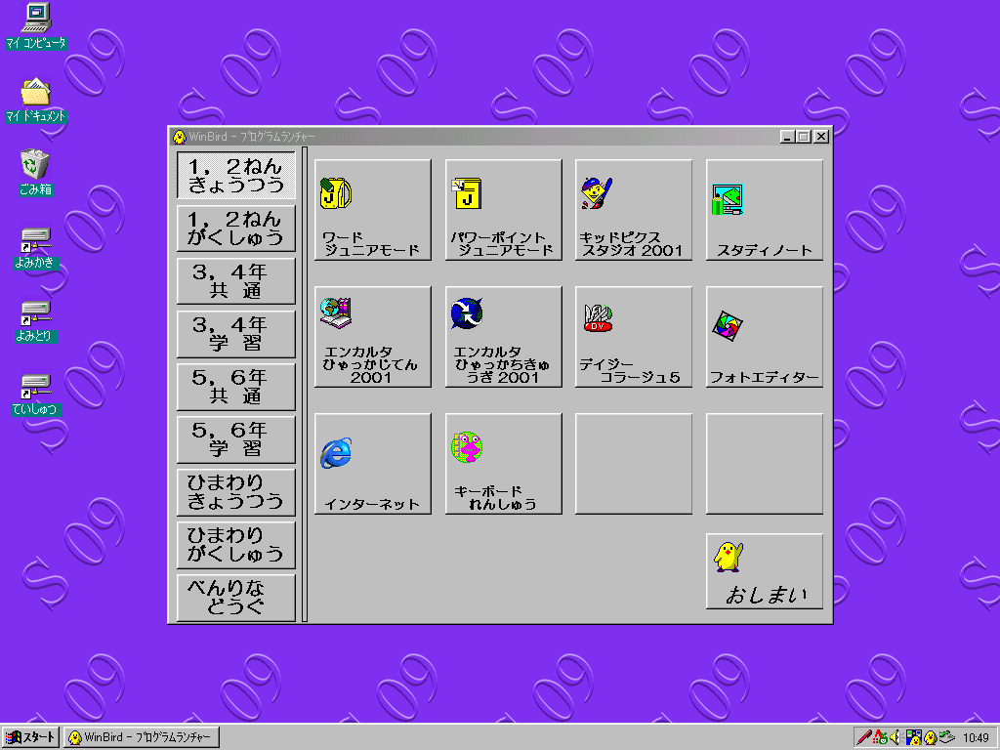 マイ コンピュータ
マイ ドキュメント
ごみ箱
よみかき
よみとり
ていしゅつ
S 09
WinBird - プログラムランチャー
1，2ねん
きょうつう
1，2ねん
がくしゅう
3，4年
共　通
3，4年
学　習
5，6年
共　通
5，6年
学　習
ひまわり
きょうつう
ひまわり
がくしゅう
べんりな
どうぐ
ワード
ジュニアモード
パワーポイント
ジュニアモード
キッドピクス
スタジオ 2001
スタディノート
エンカルタ
ひゃっかじてん
2001
エンカルタ
ひゃっかちきゅ
うぎ 2001
DV
デイジー
コラージュ5
フォトエディター
インターネット
キーボード
れんしゅう
おしまい
スタート
WinBird - プログラムランチャー
10:49